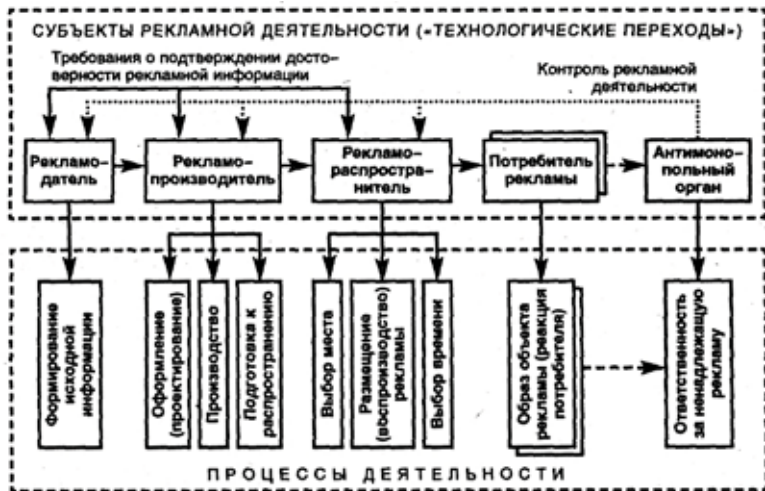 СУБЪЕКТЫ РЕКЛАМНОЙ ДЕЯТЕЛЬНОСТИ («ТЕХНОЛОГИЧЕСКИЕ ПЕРЕХОДЫ»)
Требования о подтверждении досто-
верности рекламной информации
Контроль рекламной
деятельности
Рекламо-
датель
Рекламо-
производитель
Рекламо-
распростра-
нитель
Потребитель
рекламы
Антимоно-
польный
орган
Формирование
исходной
информации
Оформление
(проектирование)
Производство
Подготовка к
распространению
Выбор места
Размещение
(воспроизводство)
рекламы
Выбор времени
Образ объекта
рекламы (реакция
потребителя)
Ответственность
за ненадлежащую
рекламу
ПРОЦЕССЫ ДЕЯТЕЛЬНОСТИ